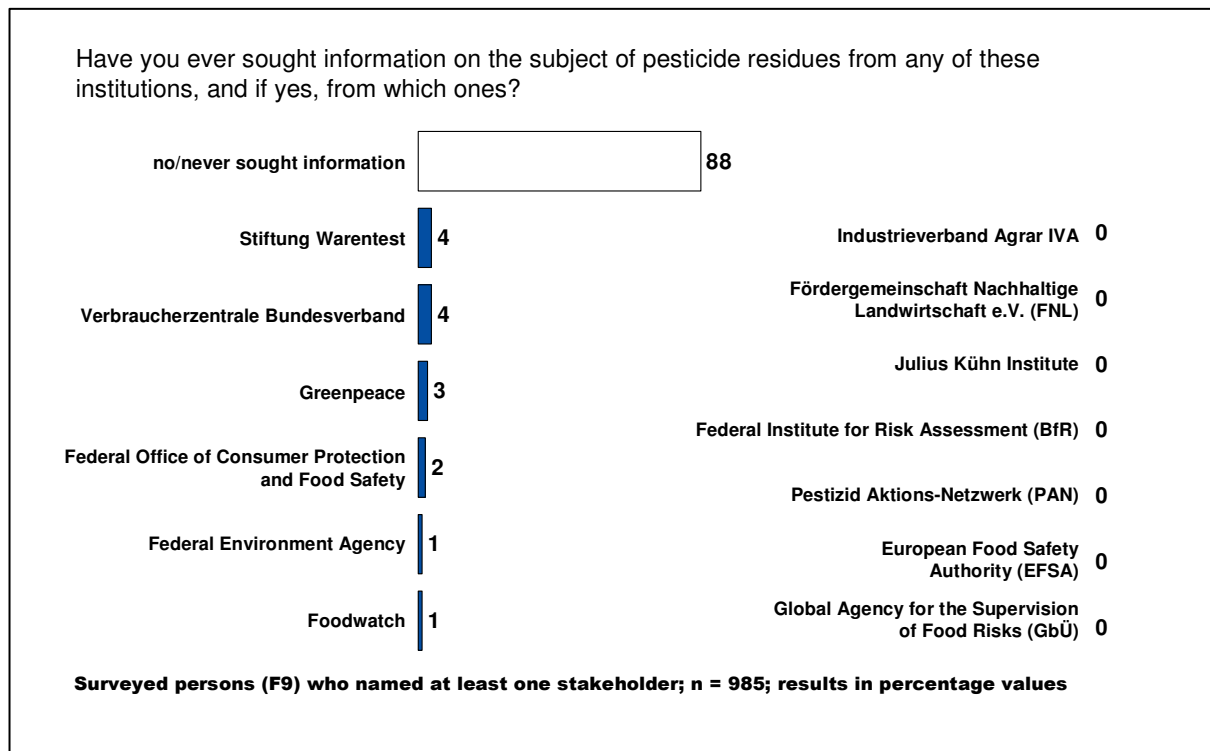 Have you ever sought information on the subject of pesticide residues from any of these
institutions, and if yes, from which ones?
no/never sought information
88
Stiftung Warentest
4
Verbraucherzentrale Bundesverband
4
Greenpeace
3
Federal Office of Consumer Protection
and Food Safety
2
Federal Environment Agency
1
Foodwatch
1
Industrieverband Agrar IVA
0
Fördergemeinschaft Nachhaltige
Landwirtschaft e.V. (FNL)
0
Julius Kühn Institute
0
Federal Institute for Risk Assessment (BfR)
0
Pestizid Aktions-Netzwerk (PAN)
0
European Food Safety
Authority (EFSA)
0
Global Agency for the Supervision
of Food Risks (GbÜ)
0
Surveyed persons (F9) who named at least one stakeholder; n = 985; results in percentage values